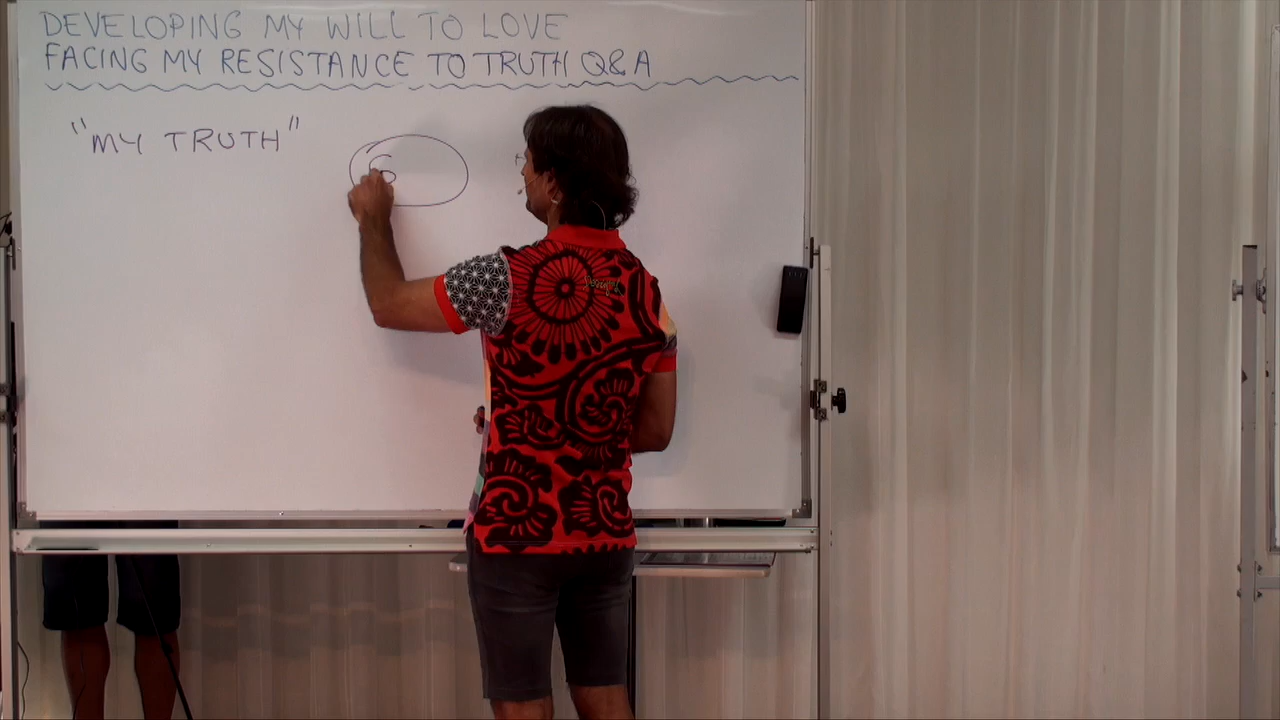 DEVELOPING MY WILL TO LOVE
FACING MY RESISTANCE TO TRUTH Q&A
"MY TRUTH"
G